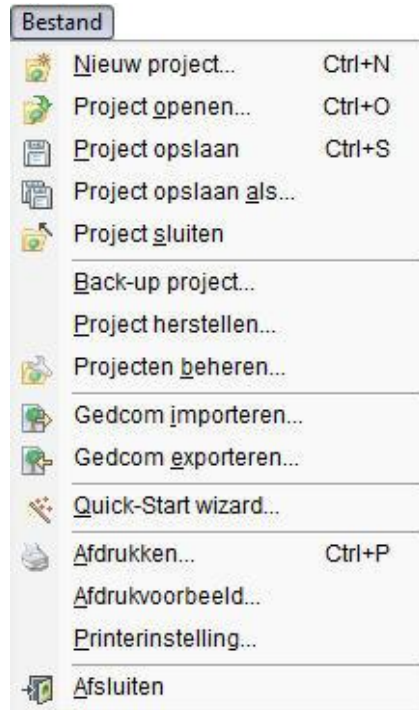 Bestand
Nieuw project... Ctrl+N
Project openen... Ctrl+O
Project opslaan Ctrl+S
Project opslaan als...
Project sluiten
Back-up project...
Project herstellen...
Projecten beheren...
Gedcom importeren...
Gedcom exporteren...
Quick-Start wizard...
Afdrukken... Ctrl+P
Afdrukvoorbeeld...
Printerinstelling...
Afsluiten